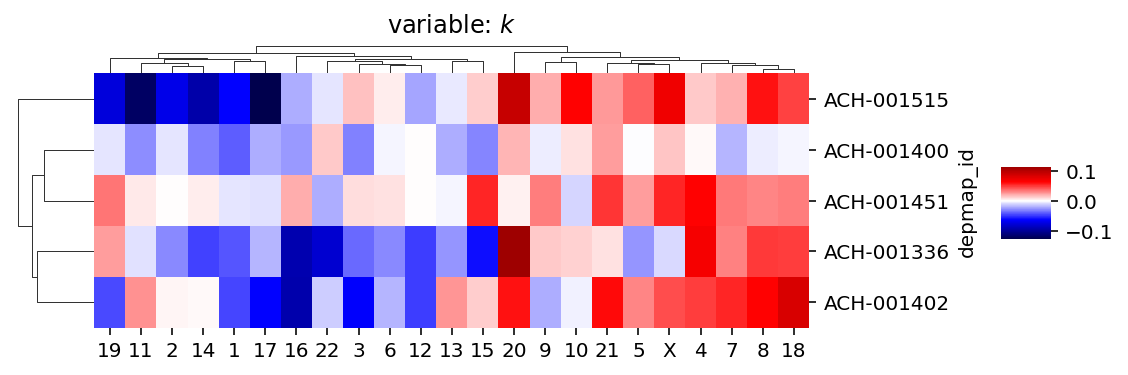 variable: k
ACH-001515
ACH-001400
ACH-001451
ACH-001336
ACH-001402
depmap_id
0.1
0.0
−0.1
19 11 2 14 1 17 16 22 3 6 12 13 15 20 9 10 21 5 X 4 7 8 18